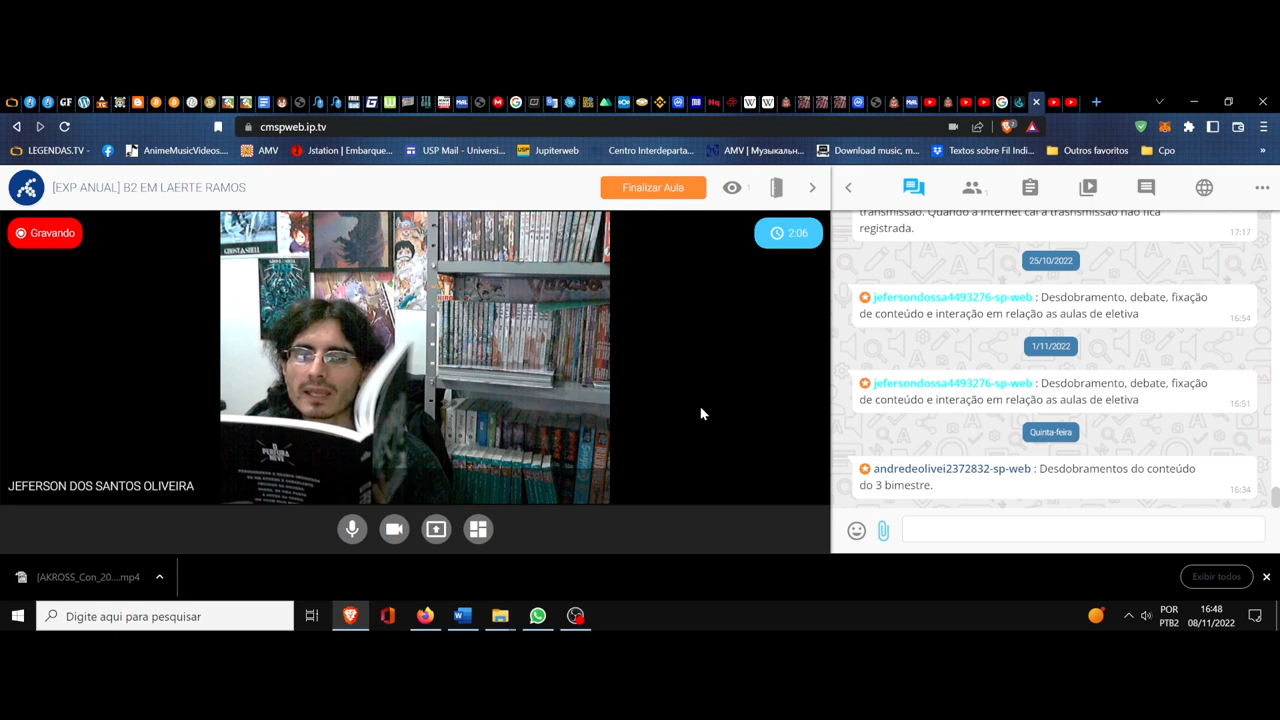 cmspweb.ip.tv
2
LEGENDAS.TV -
AnimeMusicVideos...
AMV
Jstation | Embarque...
USP Mail - Universi...
Jupiterweb
Centro Interdeparta...
AMV | Музыкальн...
Download music, m...
Textos sobre Fil Indi...
Outros favoritos
Cpo
»
[EXP ANUAL] B2 EM LAERTE RAMOS
Finalizar Aula
1
1
Gravando
2:06
JEFERSON DOS SANTOS OLIVEIRA
PERFURA
NEVE
transmissão. Quando a internet cai a trasnsmissão não fica
registrada.
17:17
25/10/2022
jefersondossa4493276-sp-web : Desdobramento, debate, fixação
de conteúdo e interação em relação as aulas de eletiva
16:54
1/11/2022
jefersondossa4493276-sp-web : Desdobramento, debate, fixação
de conteúdo e interação em relação as aulas de eletiva
16:51
Quinta-feira
andredeolivei2372832-sp-web : Desdobramentos do conteúdo
do 3 bimestre.
16:34
[AKROSS_Con_20....mp4
Exibir todos
Digite aqui para pesquisar
POR
PTB2
16:48
08/11/2022